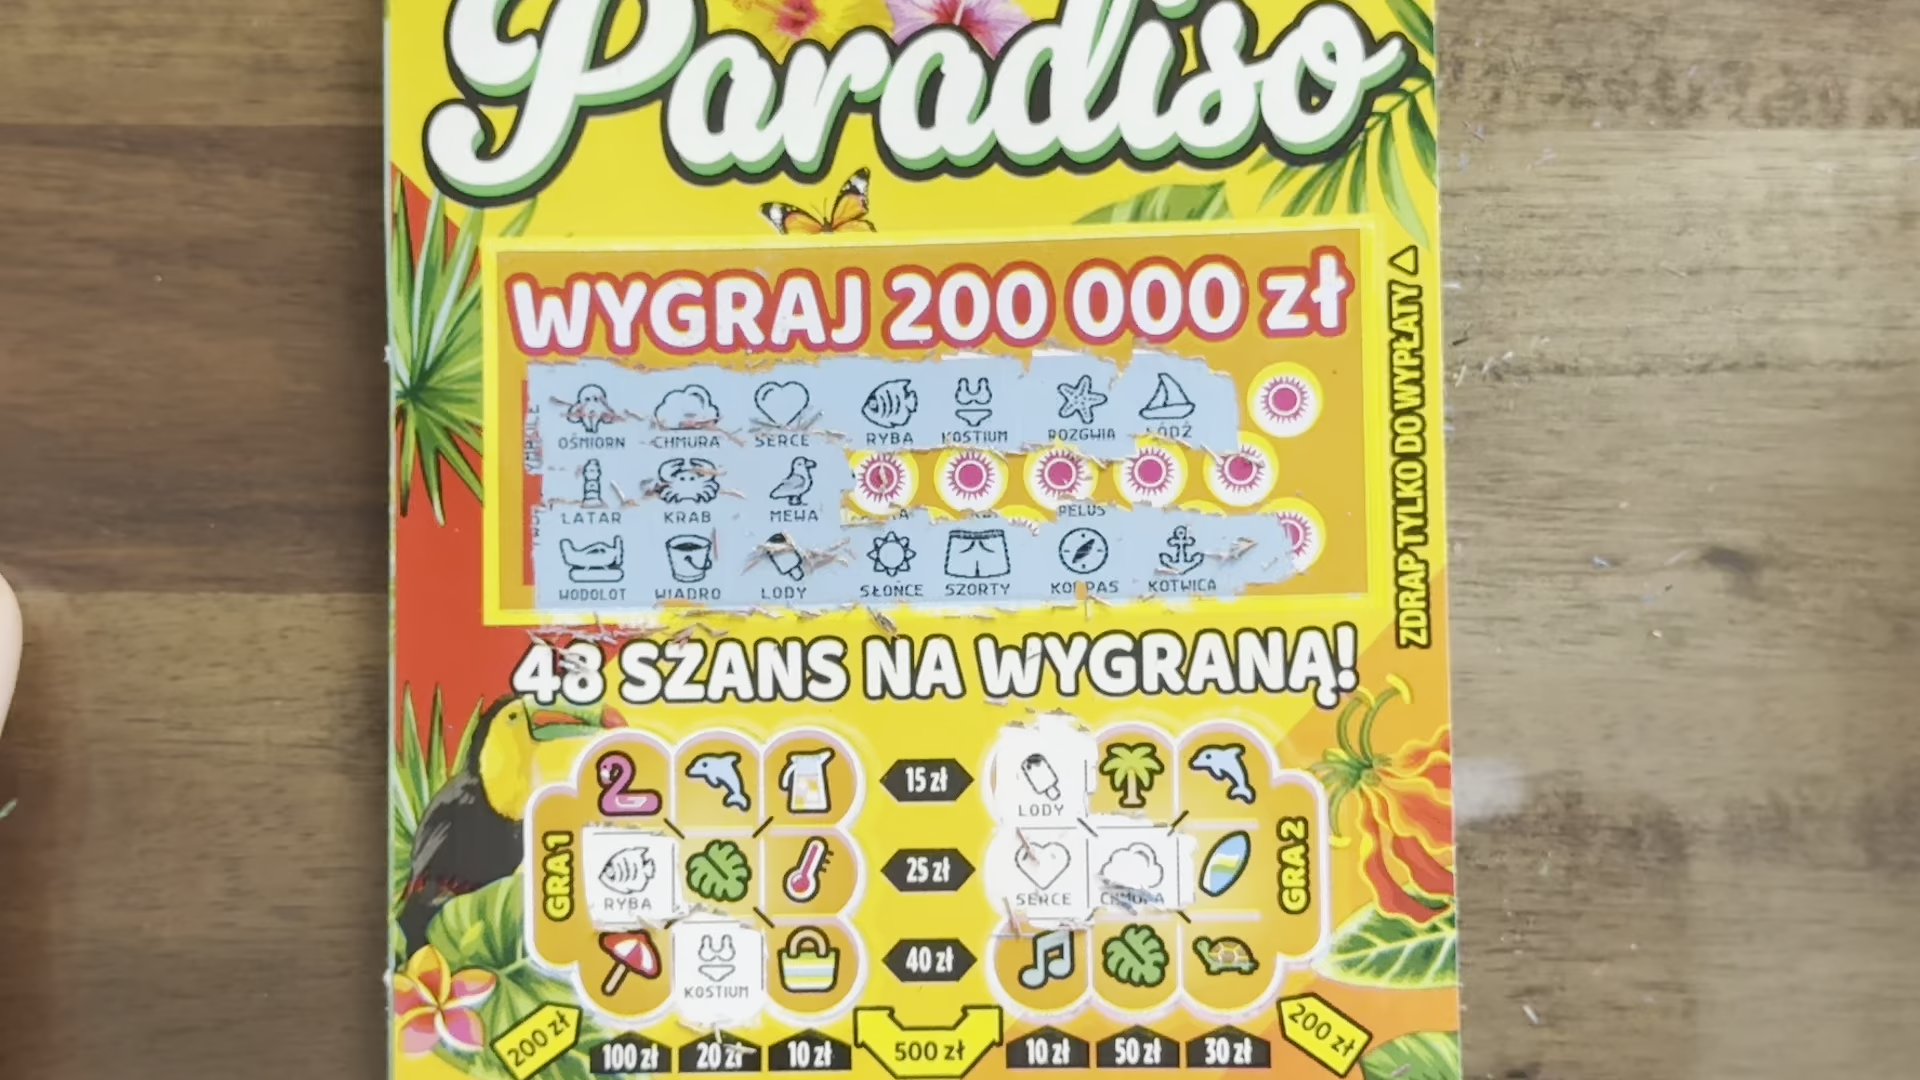 Paradiso
WYGRAJ 200 000 zł
OŚMIORN CHMURA SERCE RYBA KOSTIUM ROZGWIA ŁÓDŹ
LATAR KRAB MEWA PELUS
WODOLOT WIADRO LODY SŁOŃCE SZORTY KOMPAS KOTWICA
ZDRAP TYLKO DO WYPŁATY
48 SZANS NA WYGRANĄ!
15 zł
LODY
GRA 1
25 zł
GRA 2
RYBA
SERCE CHMURA
40 zł
KOSTIUM
200 zł 100 zł 20 zł 10 zł 500 zł 10 zł 50 zł 30 zł 200 zł